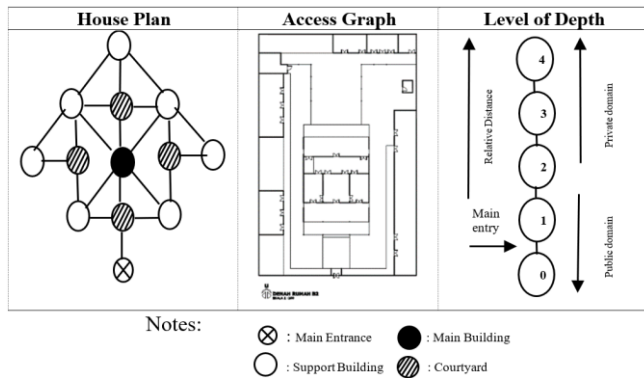 House Plan
Access Graph
Level of Depth
4
3
2
1
0
Relative Distance
Private domain
Main entry
Public domain
Notes:
: Main Entrance
: Main Building
: Support Building
: Courtyard